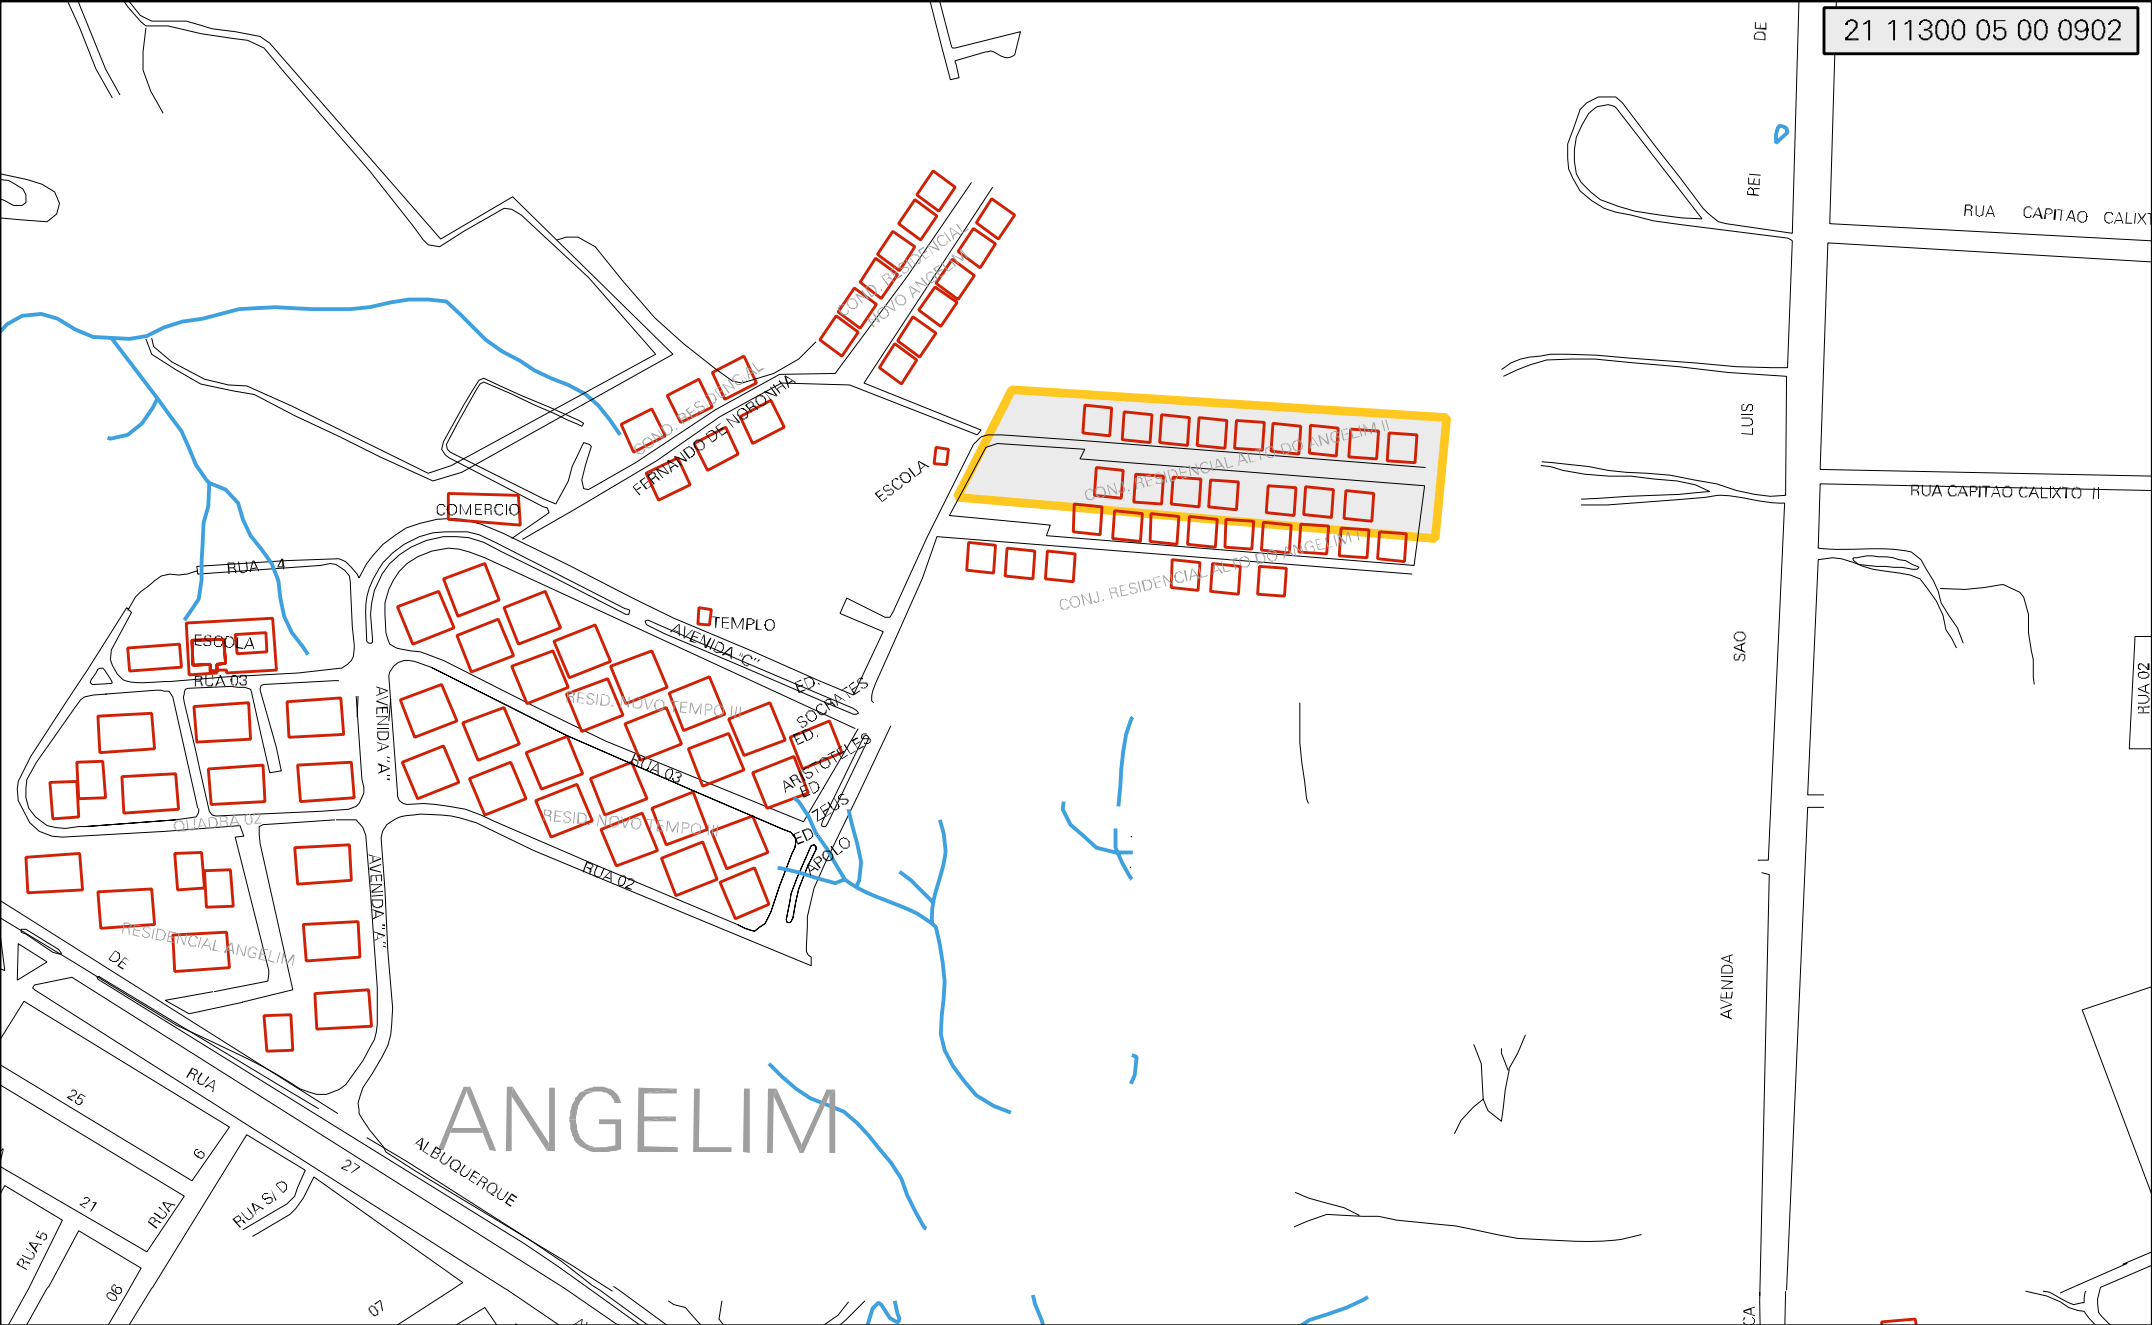 21 11300 05 00 0902
DE
REI
LUIS
SAO
AVENIDA
CA
RUA CAPITAO CALIXT
RUA CAPITAO CALIXTO II
RUA 02
COND. RESIDENCIAL
NOVO ANGELIM
COND. RESIDENCIAL
FERNANDO DE NORONHA
ESCOLA
CONJ. RESIDENCIAL ALTO DO ANGELIM II
CONJ. RESIDENCIAL ALTO DO ANGELIM I
COMERCIO
RUA 4
ESCOLA
RUA 03
TEMPLO
AVENIDA "C"
ED.
SOCRATES
ED.
ARISTOTELES
ED.
ZEUS
ED.
APOLO
RESID. NOVO TEMPO III
RUA 03
RESID. NOVO TEMPO III
RUA 02
AVENIDA "A"
QUADRA 02
AVENIDA "A"
RESIDENCIAL ANGELIM
DE
ANGELIM
RUA
25
6
27
ALBUQUERQUE
21
RUA
RUA S/D
RUA 5
06
07